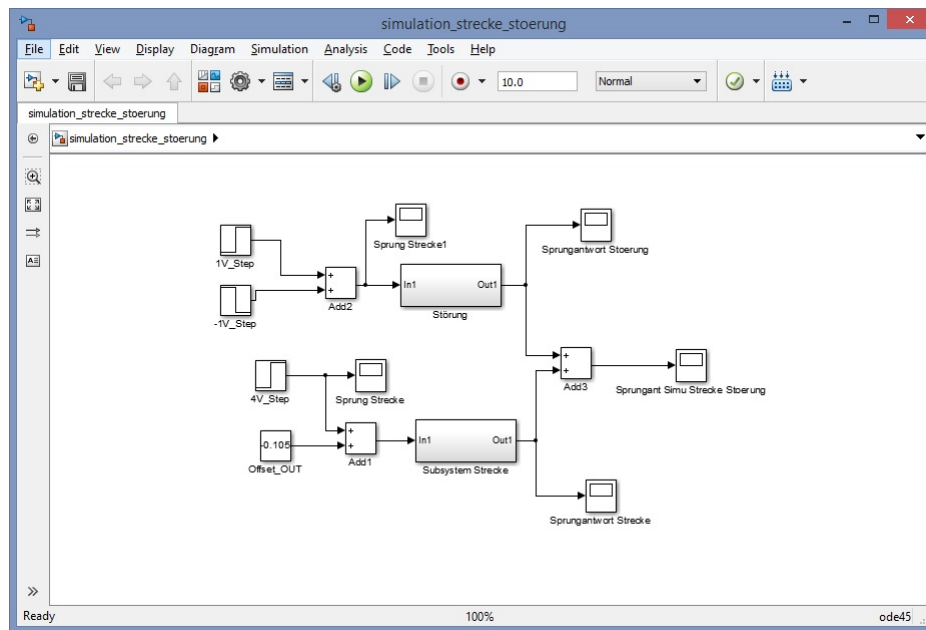 simulation_strecke_stoerung
File Edit View Display Diagram Simulation Analysis Code Tools Help
10.0 Normal
simulation_strecke_stoerung
simulation_strecke_stoerung
1V_Step
Sprung Strecke1
Sprungantwort Stoerung
+
+
Add2
In1 Out1
Störung
-1V_Step
4V_Step
Sprung Strecke
+
+
Add3
Sprungant Simu Strecke Stoerung
-0.105
Offset_OUT
+
+
Add1
In1 Out1
Subsystem Strecke
Sprungantwort Strecke
Ready 100% ode45